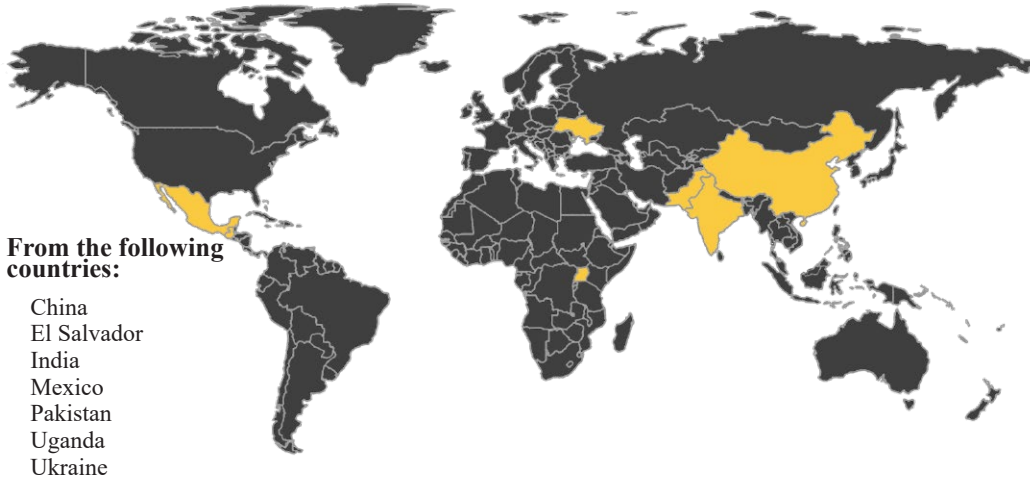 From the following
countries:
China
El Salvador
India
Mexico
Pakistan
Uganda
Ukraine